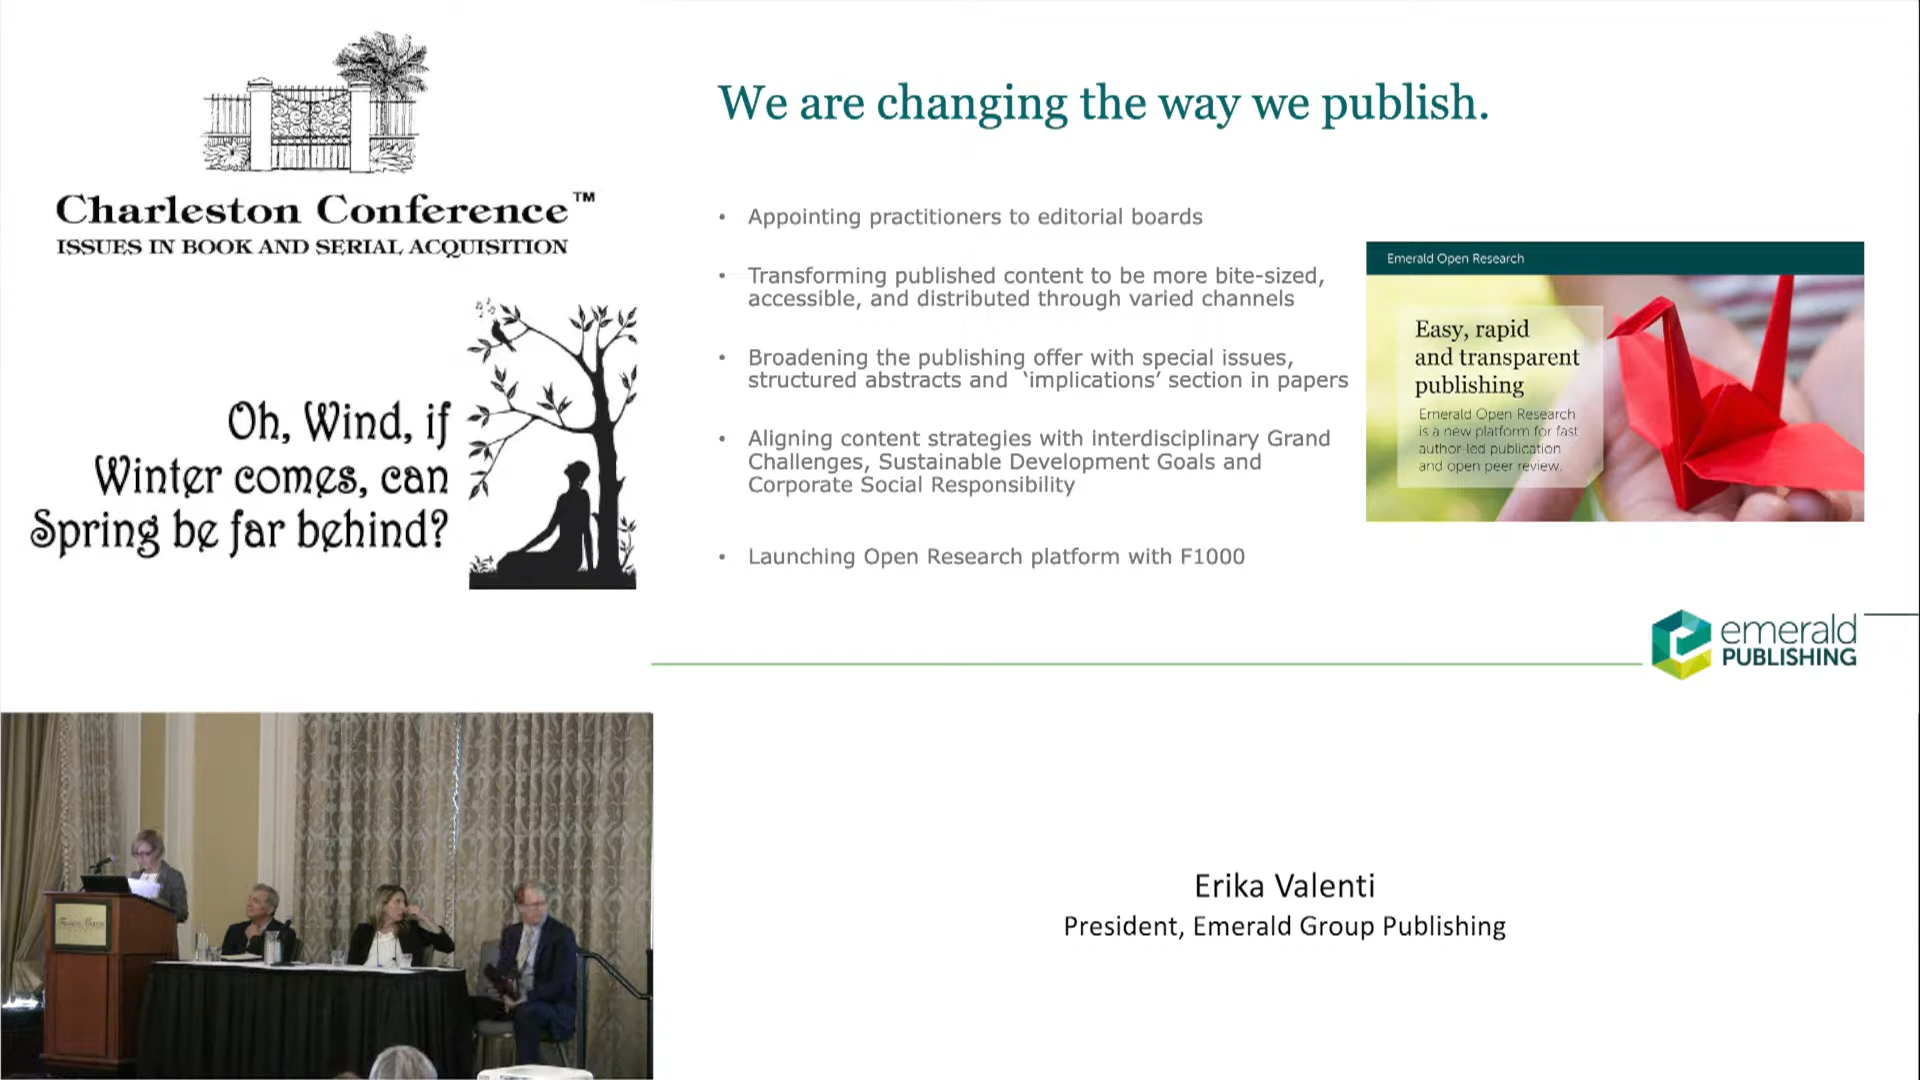 Charleston Conference™
ISSUES IN BOOK AND SERIAL ACQUISITION
Oh, Wind, if
Winter comes, can
Spring be far behind?
We are changing the way we publish.
• Appointing practitioners to editorial boards
• Transforming published content to be more bite-sized,
accessible, and distributed through varied channels
• Broadening the publishing offer with special issues,
structured abstracts and ‘implications’ section in papers
• Aligning content strategies with interdisciplinary Grand
Challenges, Sustainable Development Goals and
Corporate Social Responsibility
• Launching Open Research platform with F1000
Emerald Open Research
Easy, rapid
and transparent
publishing
Emerald Open Research
is a new platform for fast
author-led publication
and open peer review.
emerald
PUBLISHING
Erika Valenti
President, Emerald Group Publishing